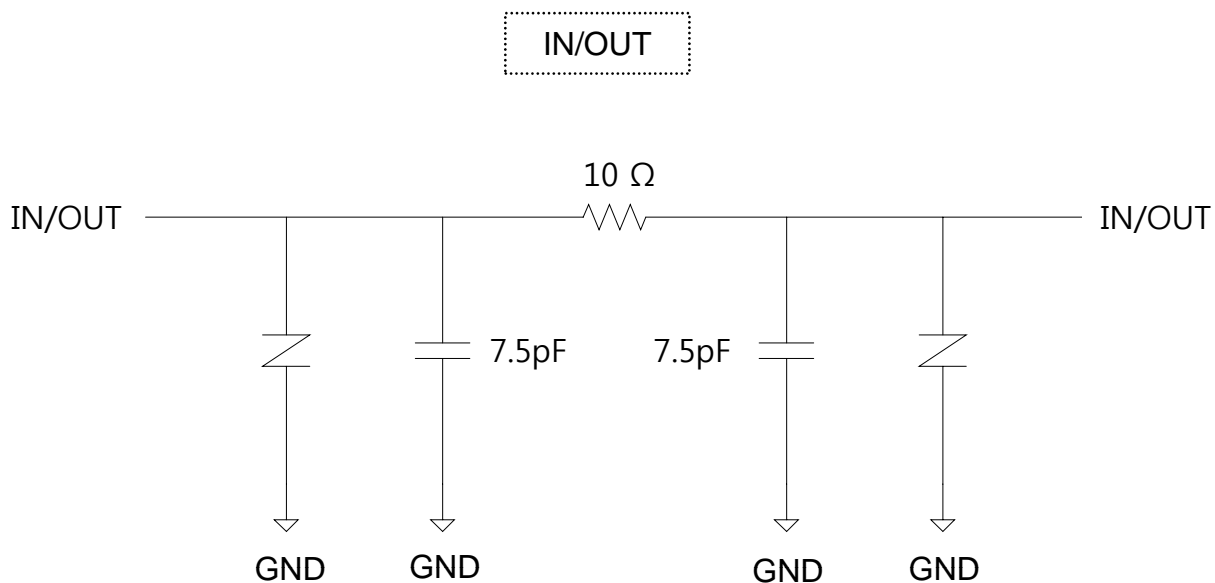 IN/OUT
10 Ω
IN/OUT
IN/OUT
7.5pF
7.5pF
GND
GND
GND
GND